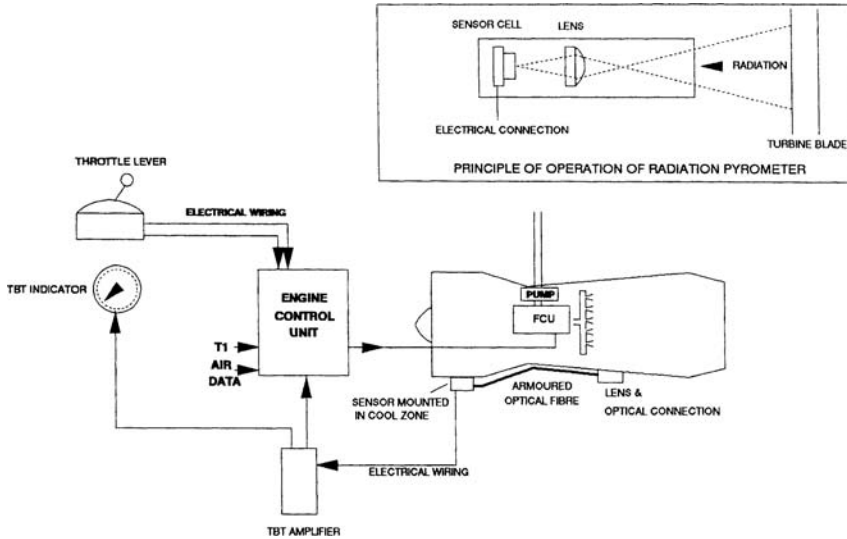 SENSOR CELL
LENS
RADIATION
ELECTRICAL CONNECTION
TURBINE BLADE
PRINCIPLE OF OPERATION OF RADIATION PYROMETER
THROTTLE LEVER
ELECTRICAL WIRING
TBT INDICATOR
ENGINE
CONTROL
UNIT
PUMP
FCU
T1
AIR
DATA
SENSOR MOUNTED
IN COOL ZONE
ARMOURED
OPTICAL FIBRE
LENS &
OPTICAL CONNECTION
ELECTRICAL WIRING
TBT AMPLIFIER